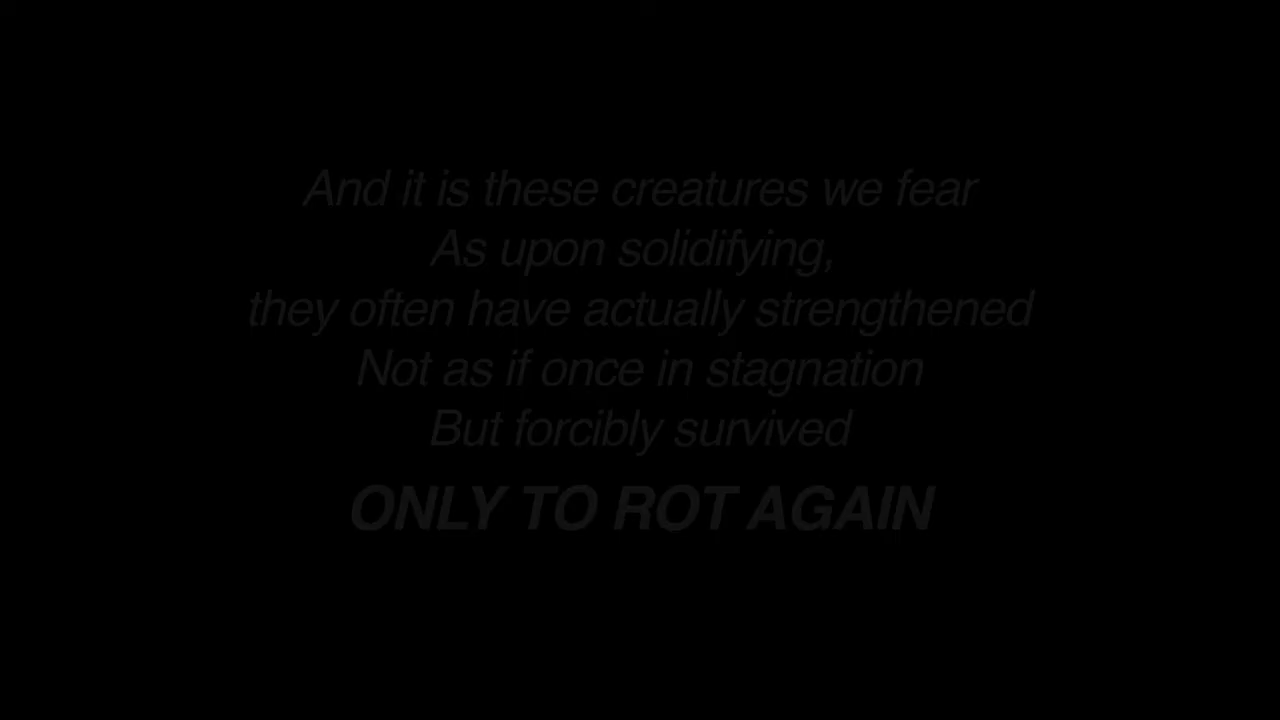 And it is these creatures we fear
As upon solidifying,
they often have actually strengthened
Not as if once in stagnation
But forcibly survived
ONLY TO ROT AGAIN